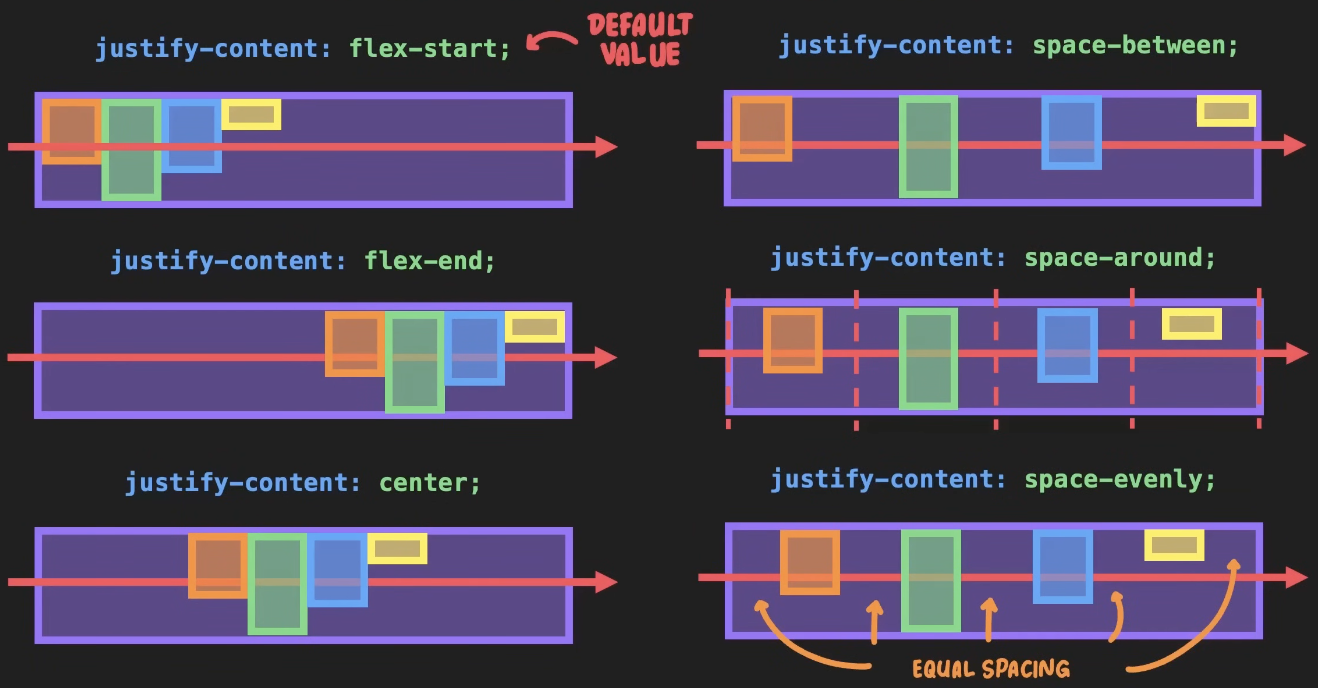 justify-content: flex-start;
DEFAULT
VALUE
justify-content: space-between;
justify-content: flex-end;
justify-content: space-around;
justify-content: center;
justify-content: space-evenly;
EQUAL SPACING